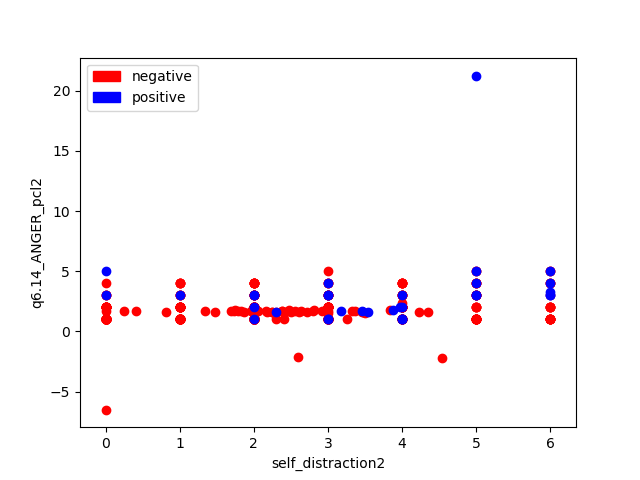 negative
positive
20
15
10
5
0
−5
q6.14_ANGER_pcl2
0 1 2 3 4 5 6
self_distraction2